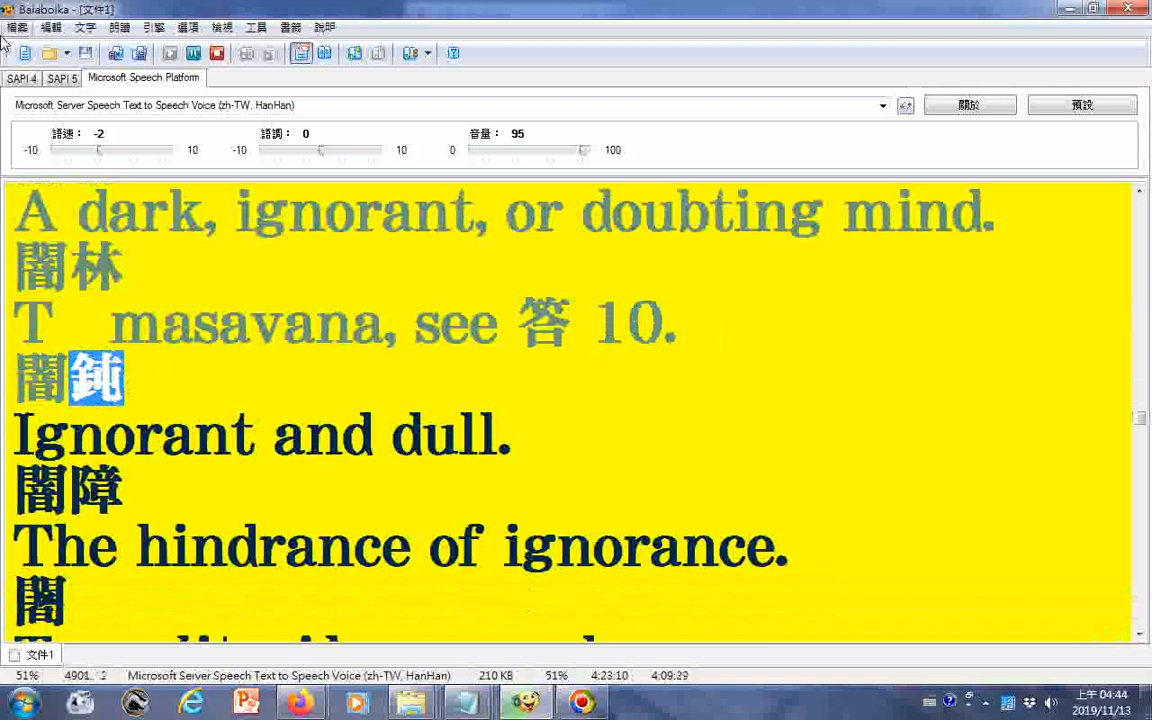 Balabolka - [文件1]
檔案 編輯 文字 朗讀 引擎 選項 檢視 工具 書籤 說明
SAPI 4 SAPI 5 Microsoft Speech Platform
Microsoft Server Speech Text to Speech Voice (zh-TW, HanHan) 關於 預設
語速： -2 語調： 0 音量： 95
-10 10 -10 10 0 100
A dark, ignorant, or doubting mind.
闇林
T masavana, see 答 10.
闇鈍
Ignorant and dull.
闇障
The hindrance of ignorance.
闇
文件1
51% 4901.. 2 Microsoft Server Speech Text to Speech Voice (zh-TW, HanHan) 210 KB 51% 4:23:10 4:09:29
上午 04:44
2019/11/13